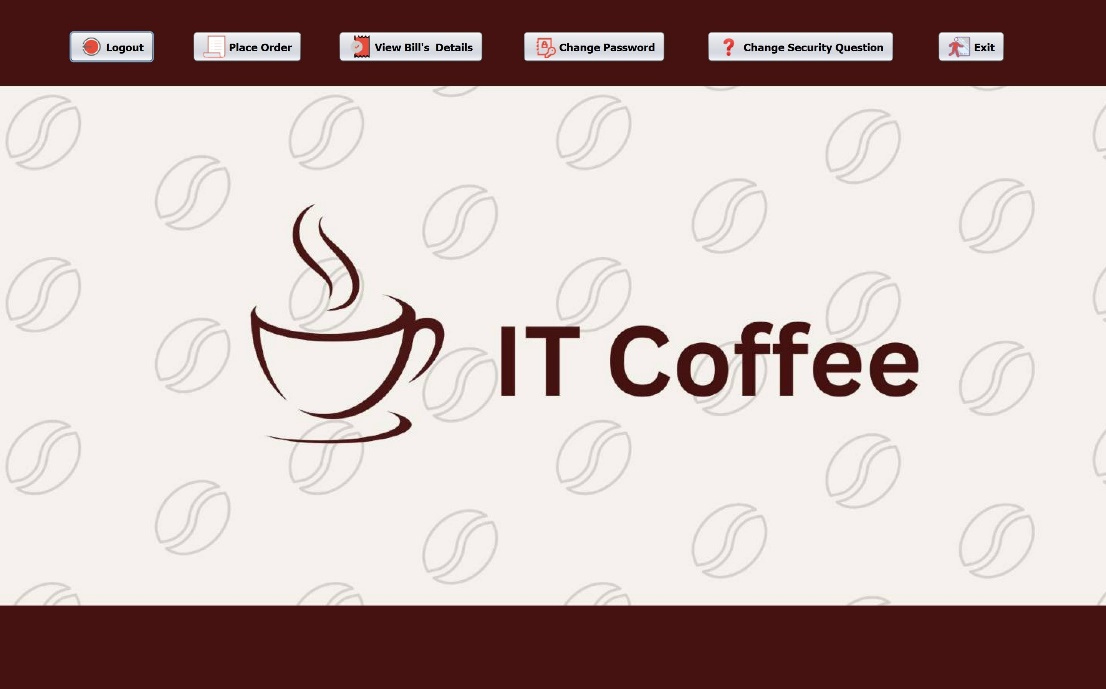 Logout
Place Order
View Bill's  Details
Change Password
Change Security Question
Exit
IT Coffee